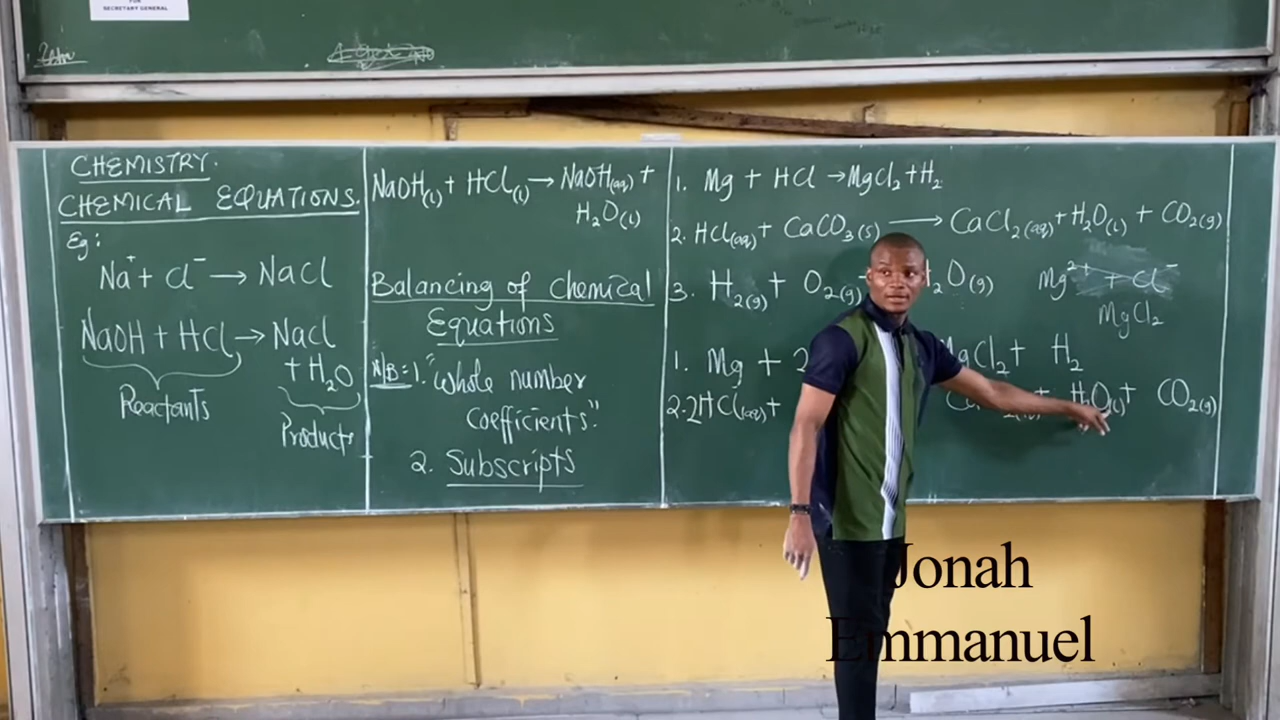 FOR
SECRETARY GENERAL
CHEMISTRY.
CHEMICAL EQUATIONS.
Eg:
Na⁺ + Cl⁻ → NaCl
NaOH + HCl → NaCl
+ H₂O
Reactants
Products
NaOH(l) + HCl(l) → NaOH(aq) +
H₂O(l)
Balancing of chemical
Equations
N/B:- 1. "Whole number
coefficients."
2. Subscripts
1. Mg + HCl → MgCl₂ + H₂
2. HCl(aq) + CaCO₃(s) → CaCl₂(aq) + H₂O(l) + CO₂(g)
3. H₂(g) + O₂(g) H₂O(g)
Mg²⁺ + Cl⁻
MgCl₂
1. Mg + 2 MgCl₂ + H₂
2. 2HCl(aq) + H₂O(l) + CO₂(g)
Jonah
Emmanuel